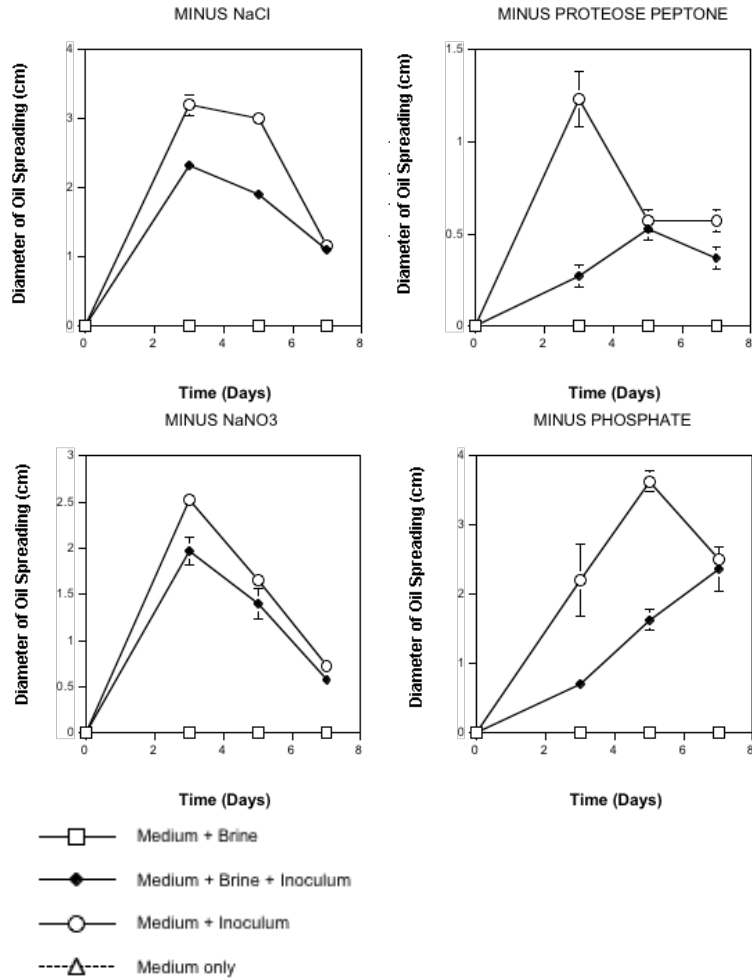 MINUS NaCl
4
3
2
1
0
0
2
4
6
8
Diameter of Oil Spreading (cm)
Time (Days)
MINUS PROTEOSE PEPTONE
1.5
1
0.5
0
0
2
4
6
8
Diameter of Oil Spreading (cm)
Time (Days)
MINUS NaNO3
3
2.5
2
1.5
1
0.5
0
0
2
4
6
8
Diameter of Oil Spreading (cm)
Time (Days)
MINUS PHOSPHATE
4
3
2
1
0
0
2
4
6
8
Diameter of Oil Spreading (cm)
Time (Days)
Medium + Brine
Medium + Brine + Inoculum
Medium + Inoculum
Medium only